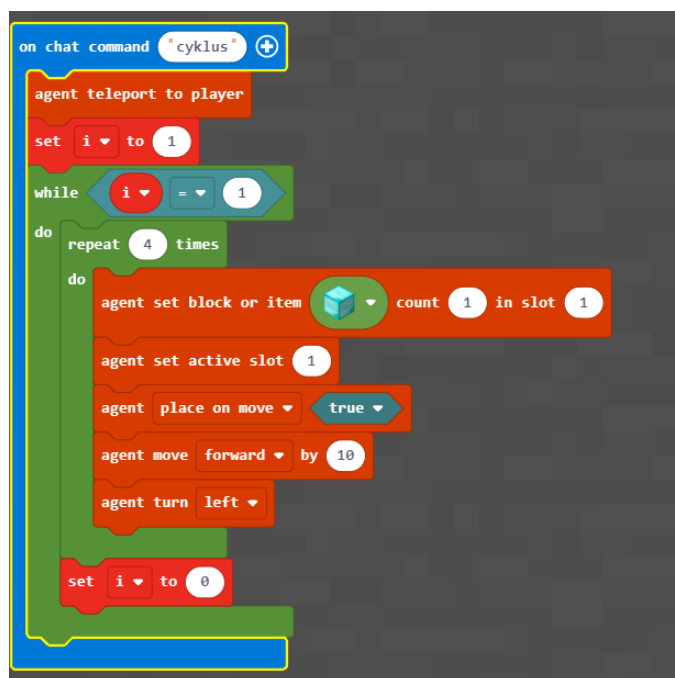 on chat command "cyklus"
agent teleport to player
set i to 1
while i = 1
do
repeat 4 times
do
agent set block or item count 1 in slot 1
agent set active slot 1
agent place on move true
agent move forward by 10
agent turn left
set i to 0